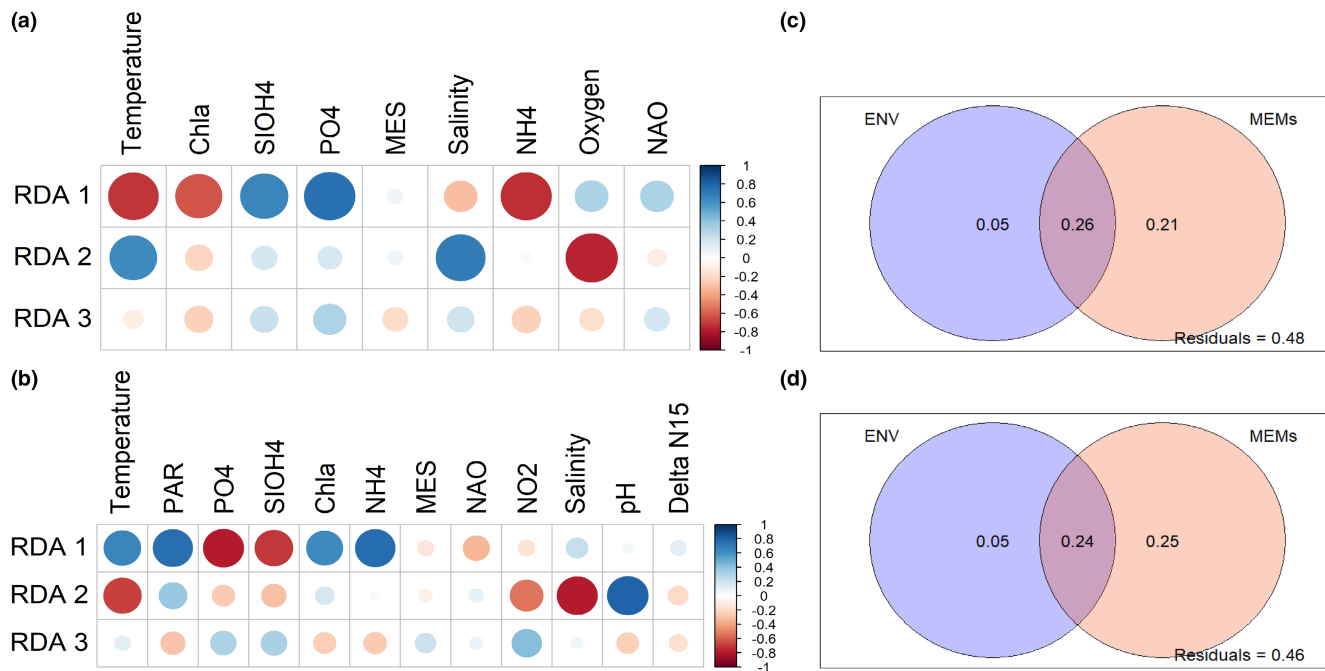 (a)
Temperature
Chla
SIOH4
PO4
MES
Salinity
NH4
Oxygen
NAO
RDA 1
RDA 2
RDA 3
1
0.8
0.6
0.4
0.2
0
-0.2
-0.4
-0.6
-0.8
-1
(b)
Temperature
PAR
PO4
SIOH4
Chla
NH4
MES
NAO
NO2
Salinity
pH
Delta N15
RDA 1
RDA 2
RDA 3
1
0.8
0.6
0.4
0.2
0
-0.2
-0.4
-0.6
-0.8
-1
(c)
ENV
MEMs
0.05
0.26
0.21
Residuals = 0.48
(d)
ENV
MEMs
0.05
0.24
0.25
Residuals = 0.46